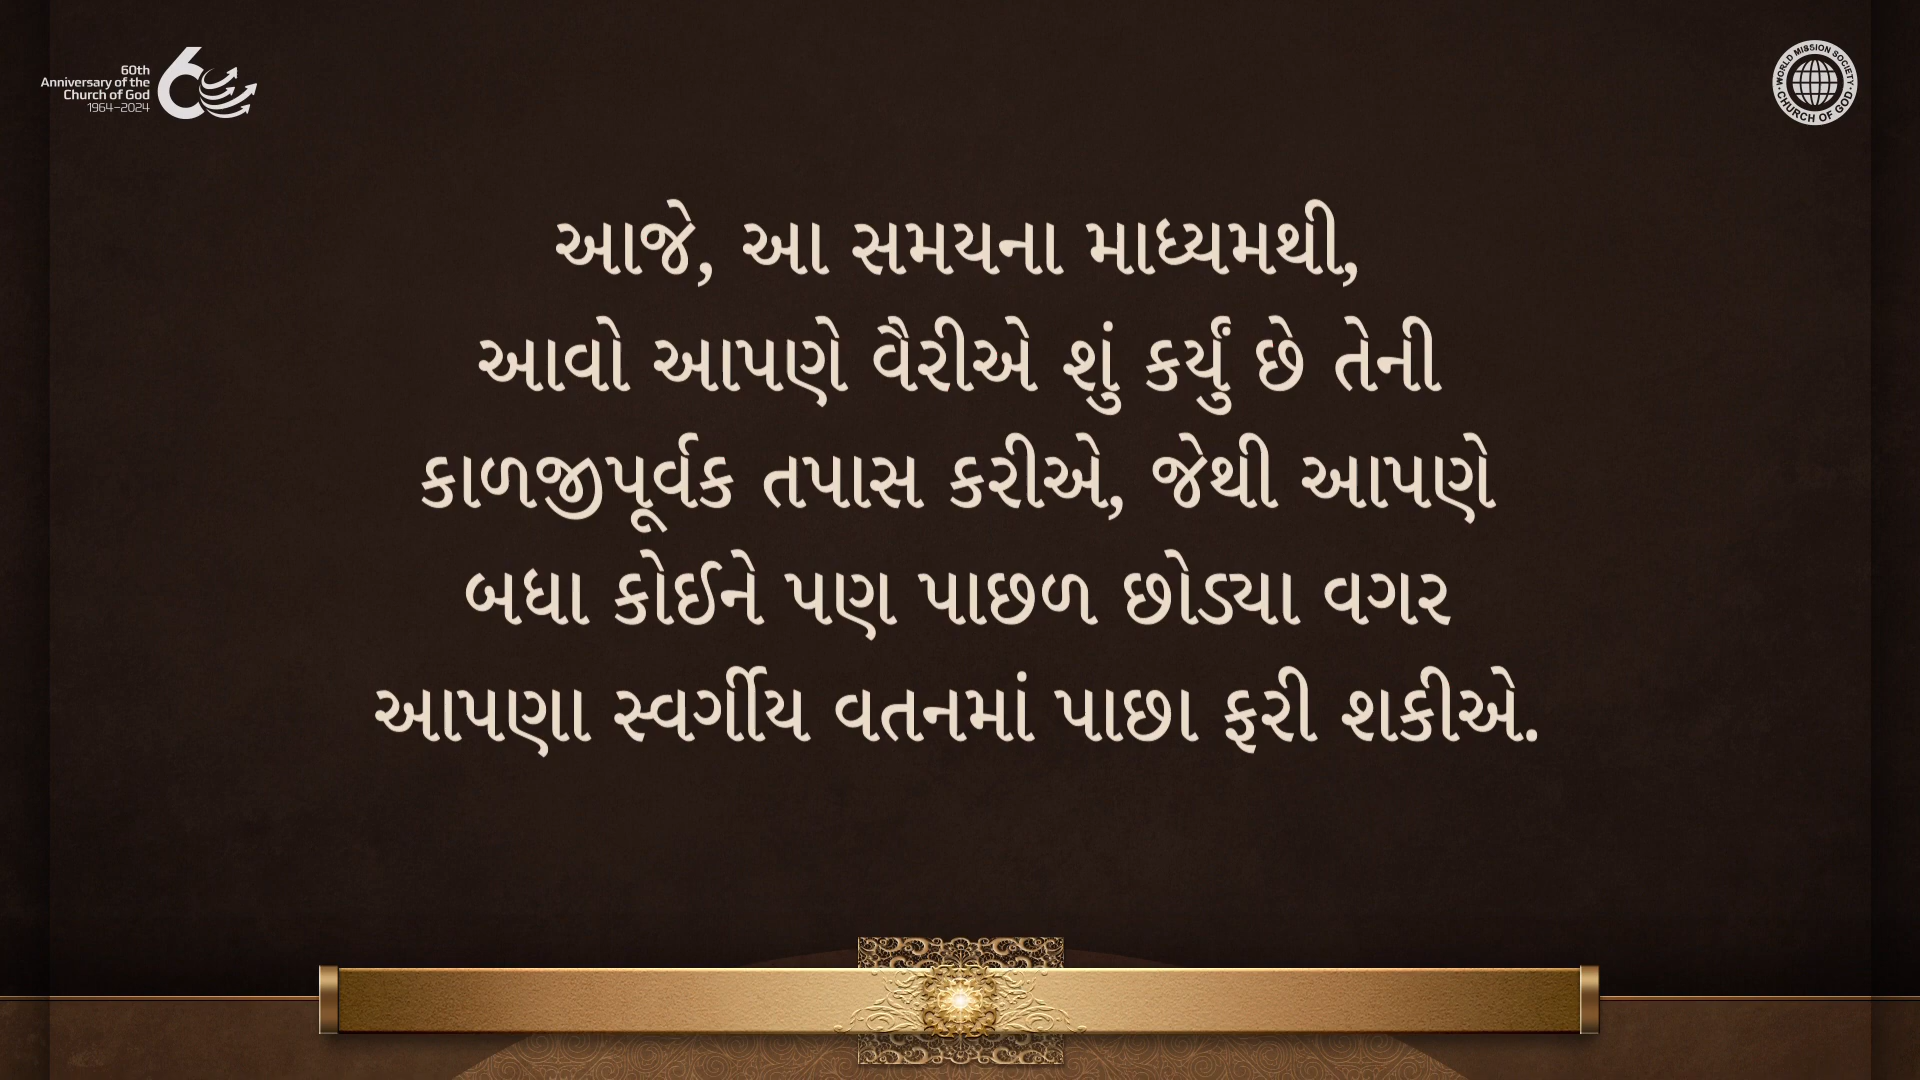 60th
Anniversary of the
Church of God
1964–2024
60
WORLD MISSION SOCIETY
CHURCH OF GOD
આજે, આ સમયના માધ્યમથી,
આવો આપણે વૈરીએ શું કર્યું છે તેની
કાળજીપૂર્વક તપાસ કરીએ, જેથી આપણે
બધા કોઈને પણ પાછળ છોડ્યા વગર
આપણા સ્વર્ગીય વતનમાં પાછા ફરી શકીએ.